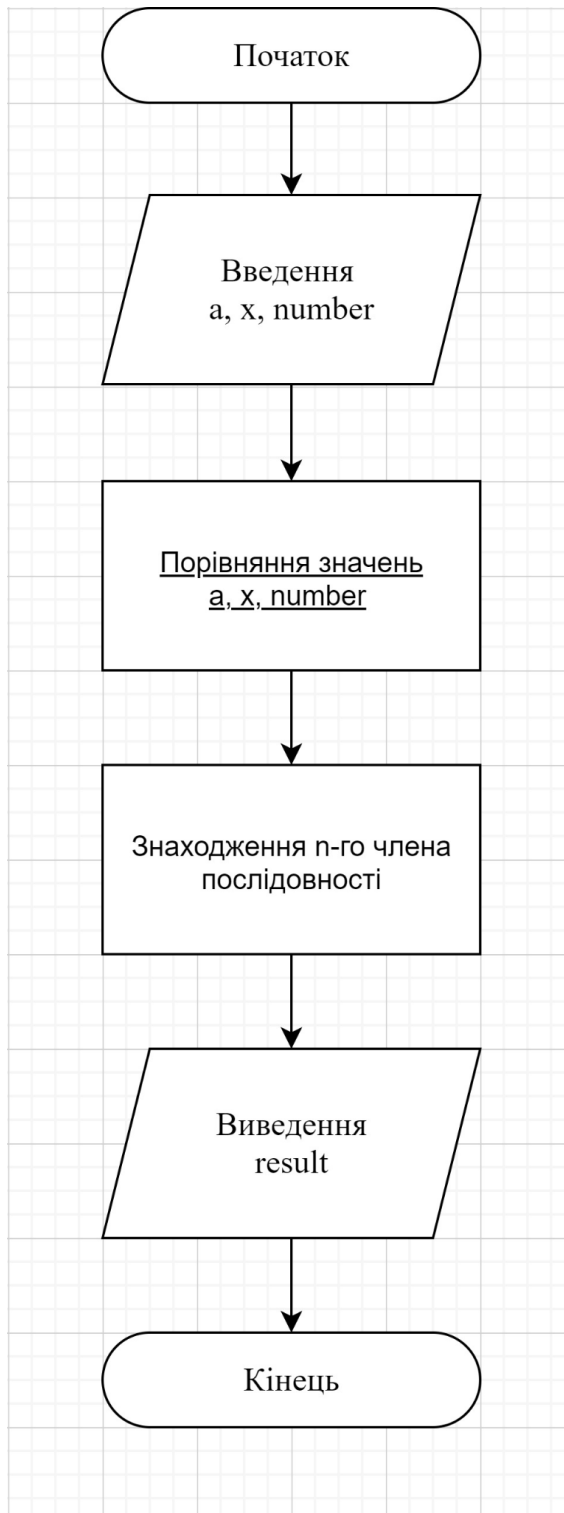 Початок
Введення
a, x, number
Порівняння значень
a, x, number
Знаходження n-го члена
послідовності
Виведення
result
Кінець